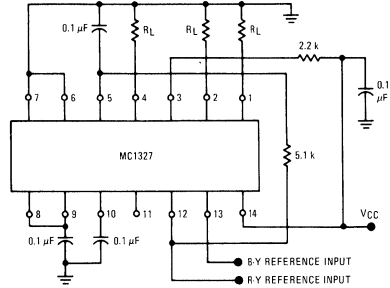 0.1 µF
RL
RL
RL
2.2 k
0.1
µF
7
6
5
4
3
2
1
MC1327
5.1 k
VCC
8
9
10
11
12
13
14
0.1 µF
0.1 µF
B-Y REFERENCE INPUT
R-Y REFERENCE INPUT